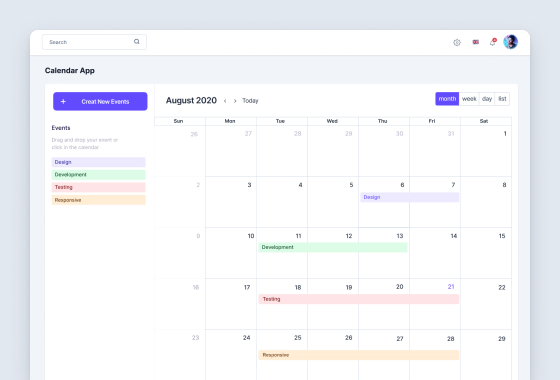 Search
Calendar App
+ Creat New Events
Events
Drag and drop your event or
click in the calendar
Design
Development
Testing
Responsive
August 2020 ‹ › Today
month week day list
Sun Mon Tue Wed Thu Fri Sat
26 27 28 29 30 31 1
2 3 4 5 6 7 8
Design
9 10 11 12 13 14 15
Development
16 17 18 19 20 21 22
Testing
23 24 25 26 27 28 29
Responsive